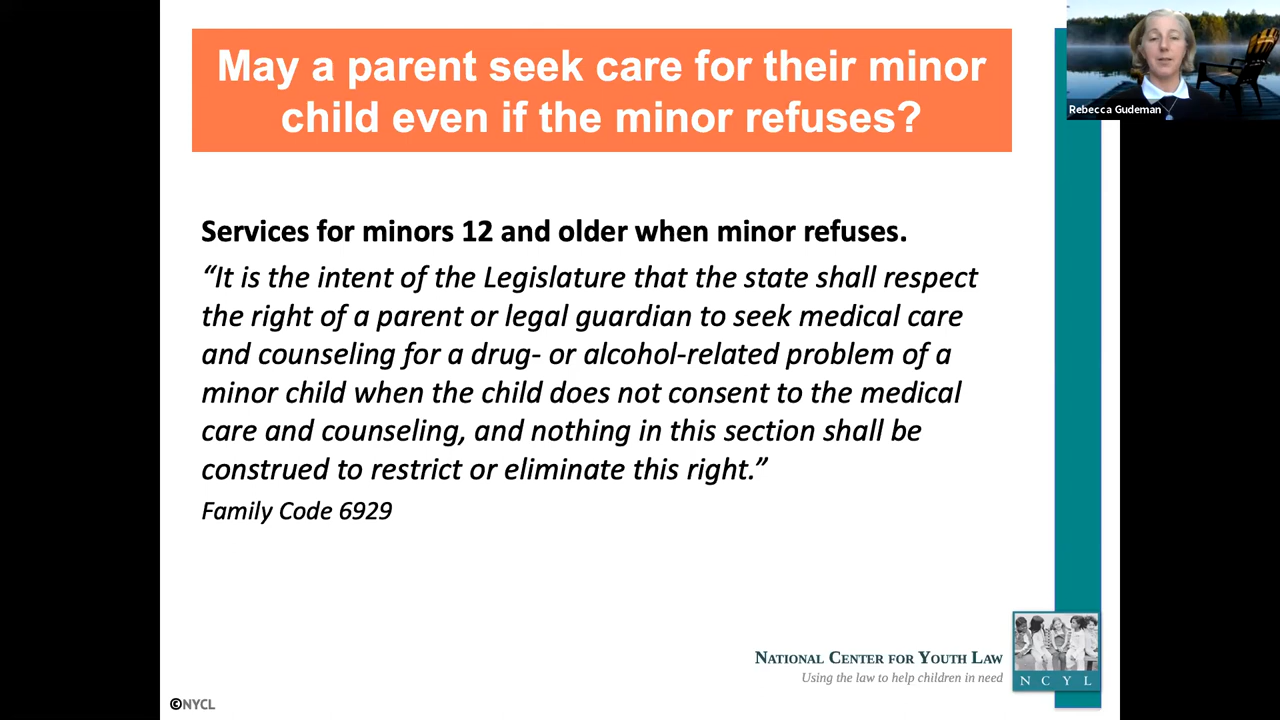 May a parent seek care for their minor
child even if the minor refuses?
Rebecca Gudeman
Services for minors 12 and older when minor refuses.
“It is the intent of the Legislature that the state shall respect
the right of a parent or legal guardian to seek medical care
and counseling for a drug- or alcohol-related problem of a
minor child when the child does not consent to the medical
care and counseling, and nothing in this section shall be
construed to restrict or eliminate this right.”
Family Code 6929
National Center for Youth Law
Using the law to help children in need
N C Y L
©NYCL